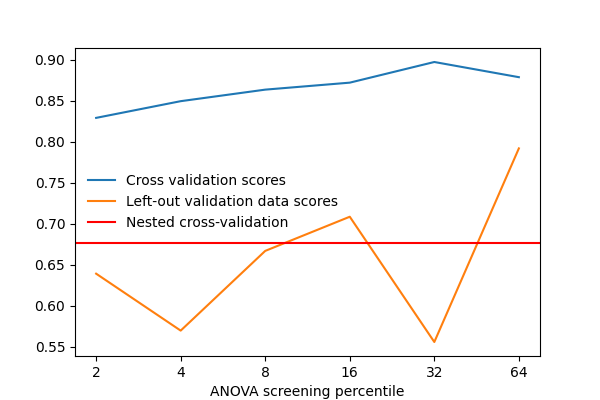 0.90
0.85
0.80
0.75
0.70
0.65
0.60
0.55
Cross validation scores
Left-out validation data scores
Nested cross-validation
2 4 8 16 32 64
ANOVA screening percentile